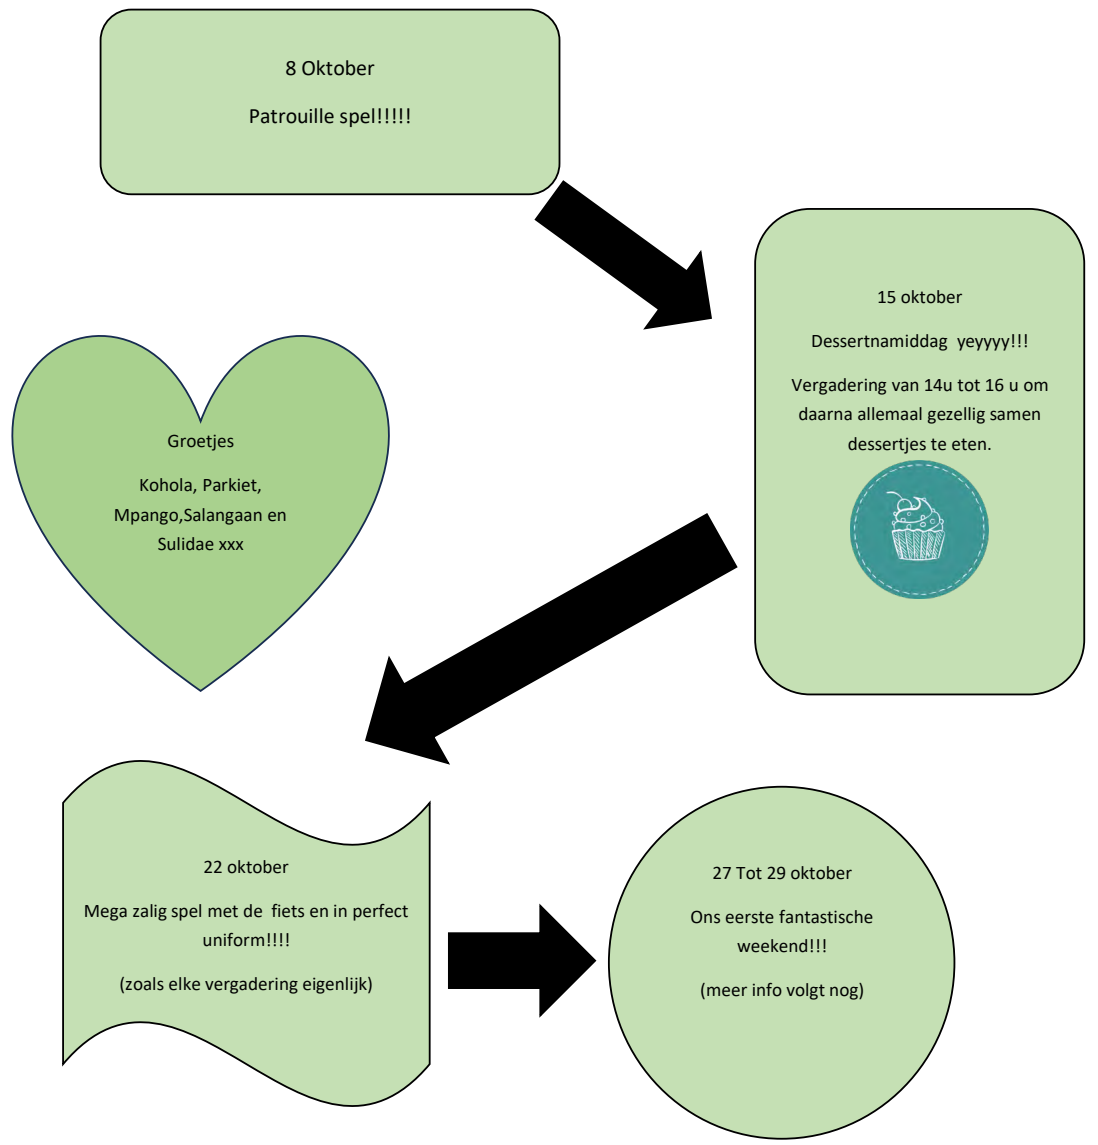 8 Oktober
Patrouille spel!!!!!
15 oktober
Dessertnamiddag  yeyyyy!!!
Vergadering van 14u tot 16 u om
daarna allemaal gezellig samen
dessertjes te eten.
Groetjes
Kohola, Parkiet,
Mpango,Salangaan en
Sulidae xxx
22 oktober
Mega zalig spel met de  fiets en in perfect
uniform!!!!
(zoals elke vergadering eigenlijk)
27 Tot 29 oktober
Ons eerste fantastische
weekend!!!
(meer info volgt nog)